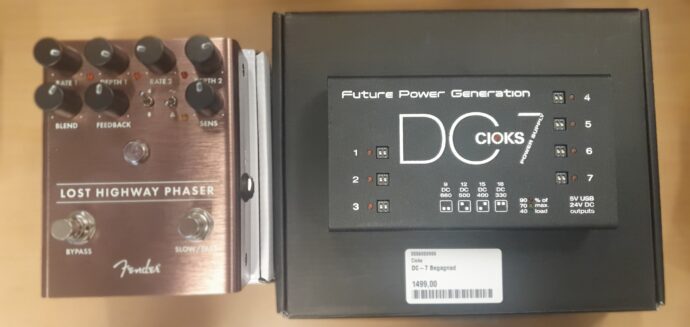 RATE 1 DEPTH 1 RATE 2 DEPTH 2
BLEND FEEDBACK SENS
LOST HIGHWAY PHASER
BYPASS SLOW/FAST
Fender
Future Power Generation
DC7
CIOKS
POWER SUPPLY
1
2
3
4
5
6
7
9 12 15 18
DC DC DC DC
660 500 400 330
90 % of
70 max.
40 load
5V USB
24V DC
outputs
Cioks
DC - 7 Begagnad
1499,00